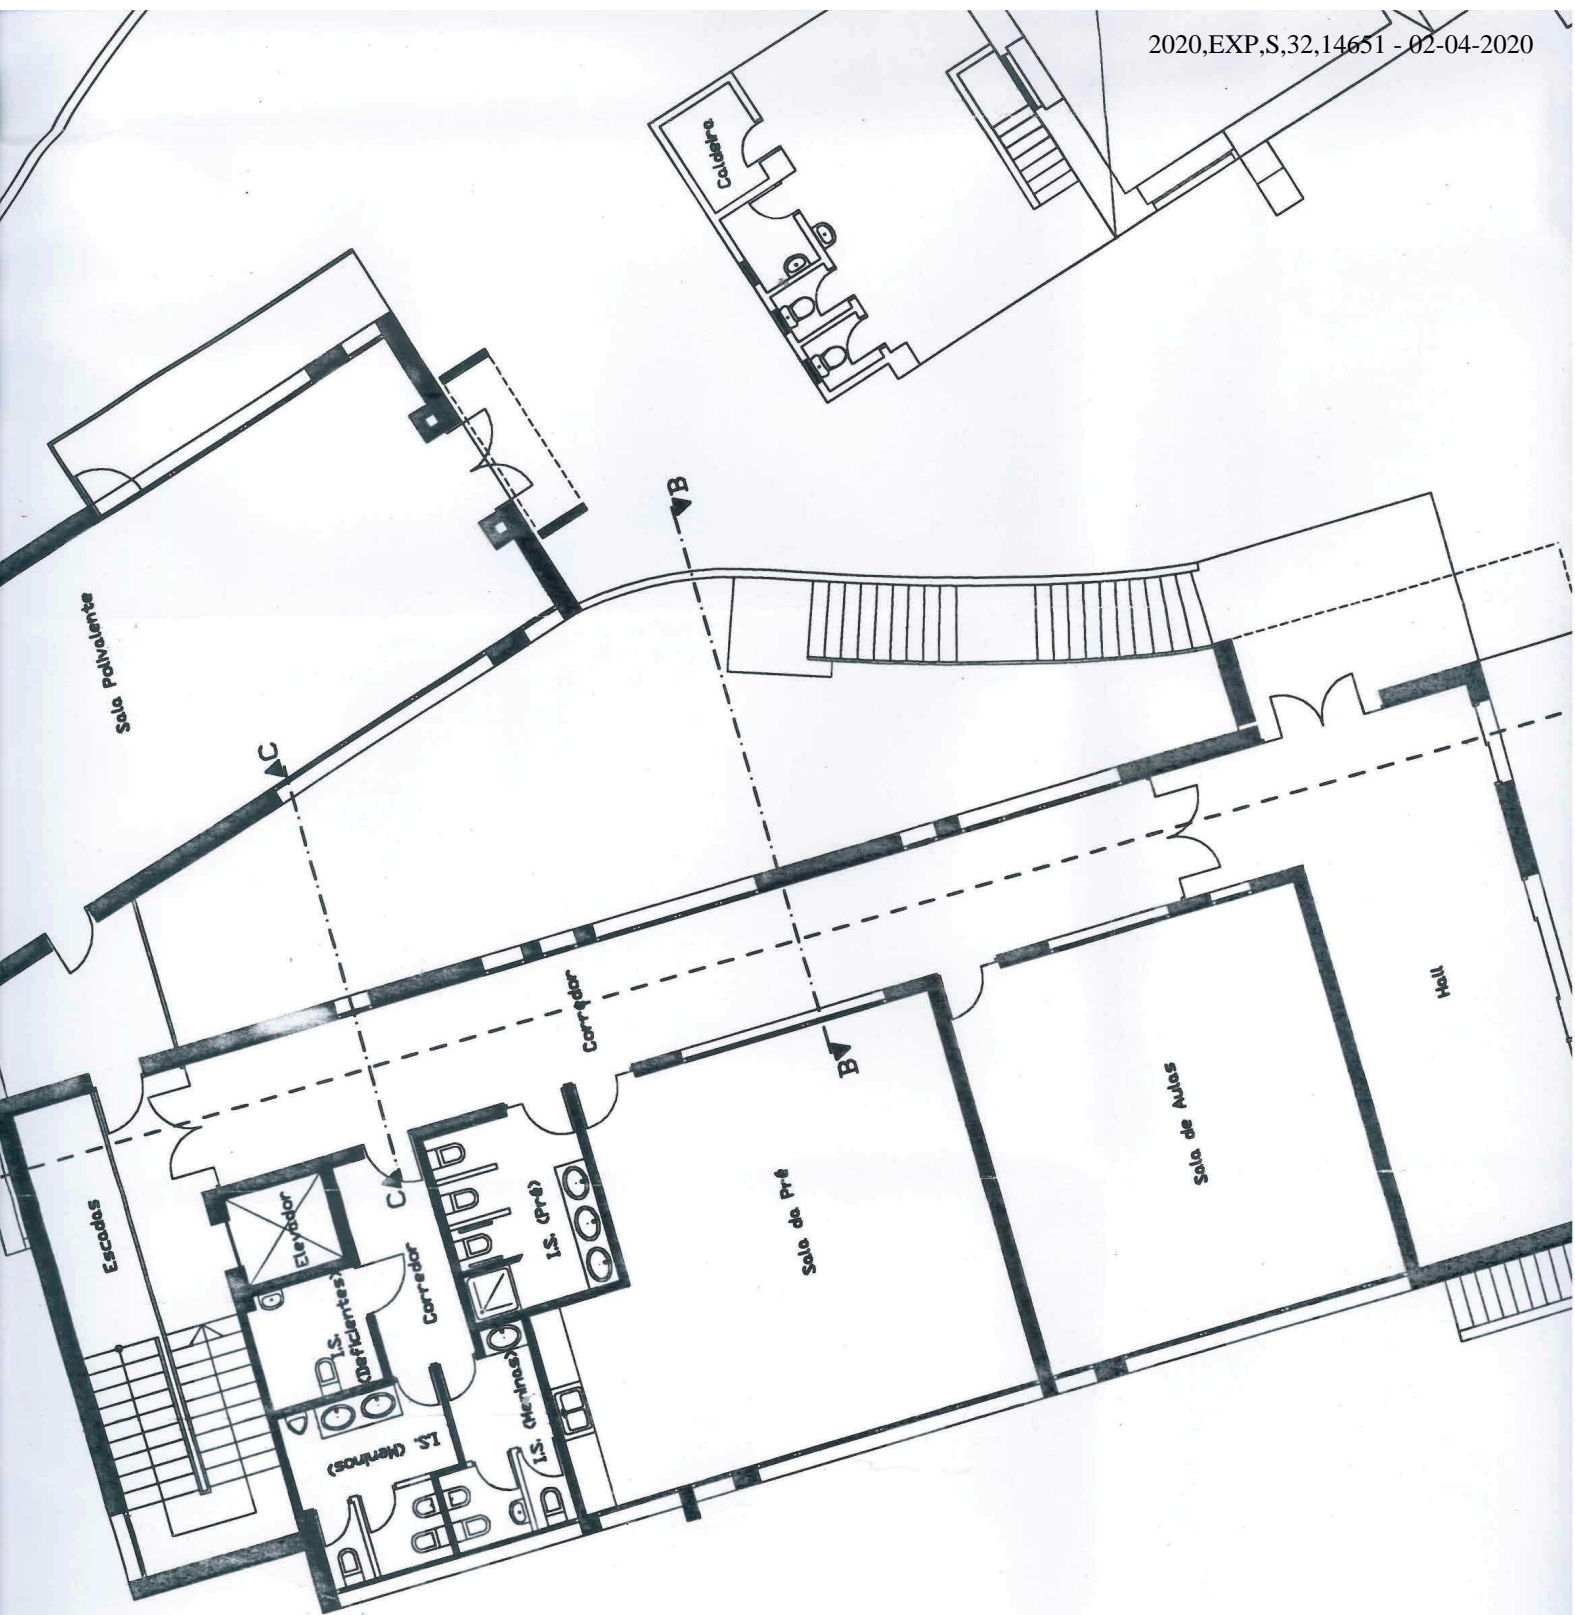 2020,EXP,S,32,14651 - 02-04-2020
Caldeira
B
Sala Polivalente
C
Corredor
Hall
B
Sala de Aulas
Sala da Pré
C
Escadas
Elevador
I.S. (Pré)
Corredor
I.S.
(Deficientes)
I.S. (Meninas)
I.S.
(Meninos)